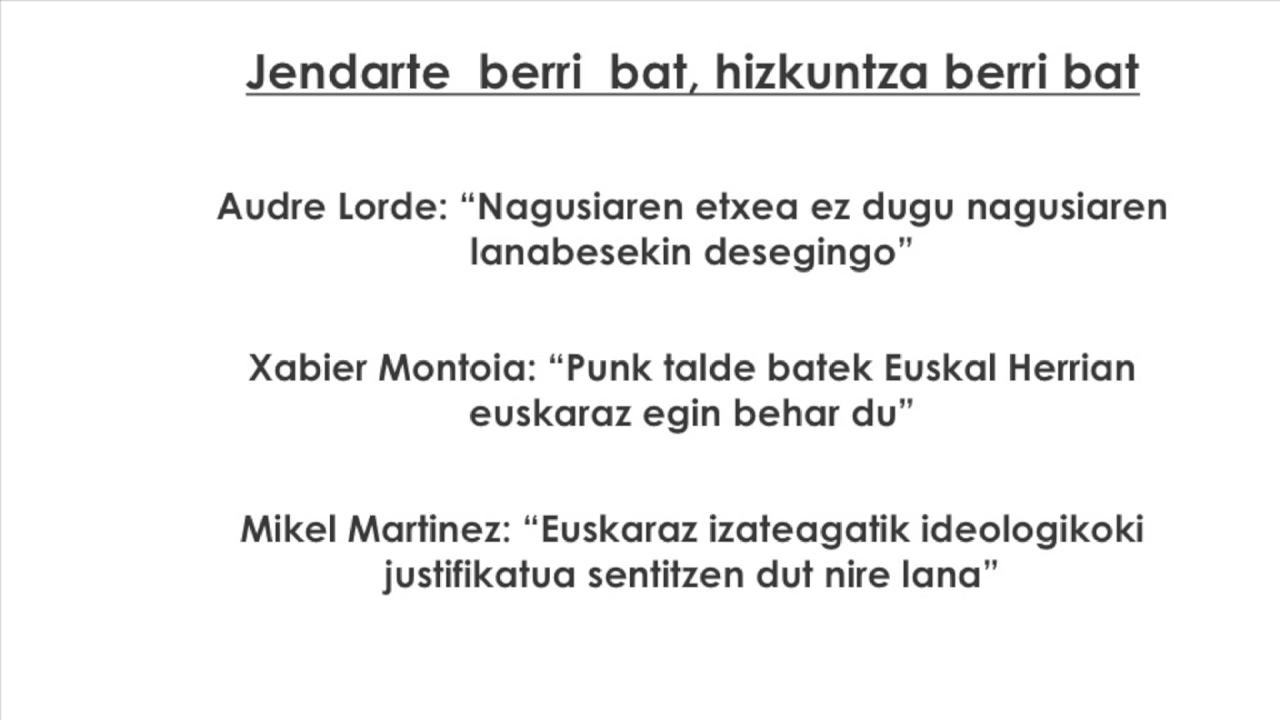 Jendarte berri bat, hizkuntza berri bat
Audre Lorde: “Nagusiaren etxea ez dugu nagusiaren
lanabesekin desegingo”
Xabier Montoia: “Punk talde batek Euskal Herrian
euskaraz egin behar du”
Mikel Martinez: “Euskaraz izateagatik ideologikoki
justifikatua sentitzen dut nire lana”